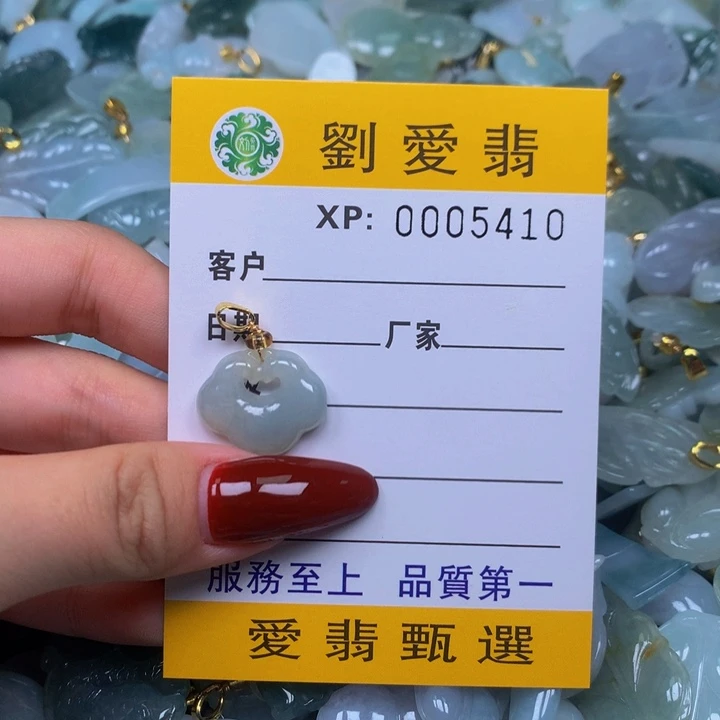 劉愛翡
XP: 0005410
客户
日期 厂家
服務至上 品質第一
愛翡甄選